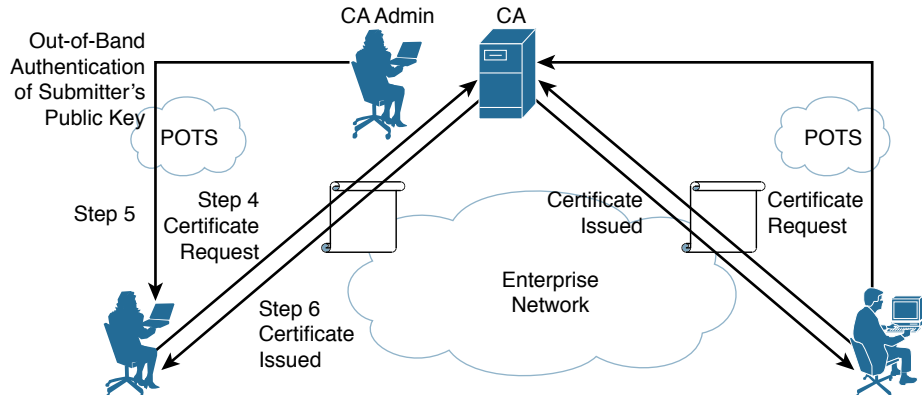 CA Admin
CA
Out-of-Band
Authentication
of Submitter's
Public Key
POTS
POTS
Step 5
Step 4
Certificate
Request
Certificate
Issued
Certificate
Request
Enterprise
Network
Step 6
Certificate
Issued